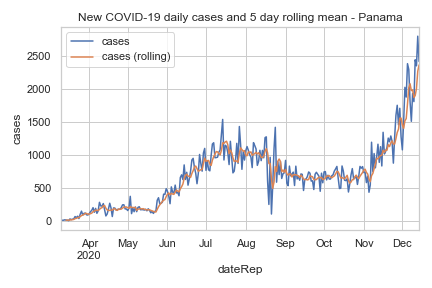 New COVID-19 daily cases and 5 day rolling mean - Panama
cases
cases (rolling)
2500
2000
1500
1000
500
0
cases
Apr May Jun Jul Aug Sep Oct Nov Dec
2020
dateRep